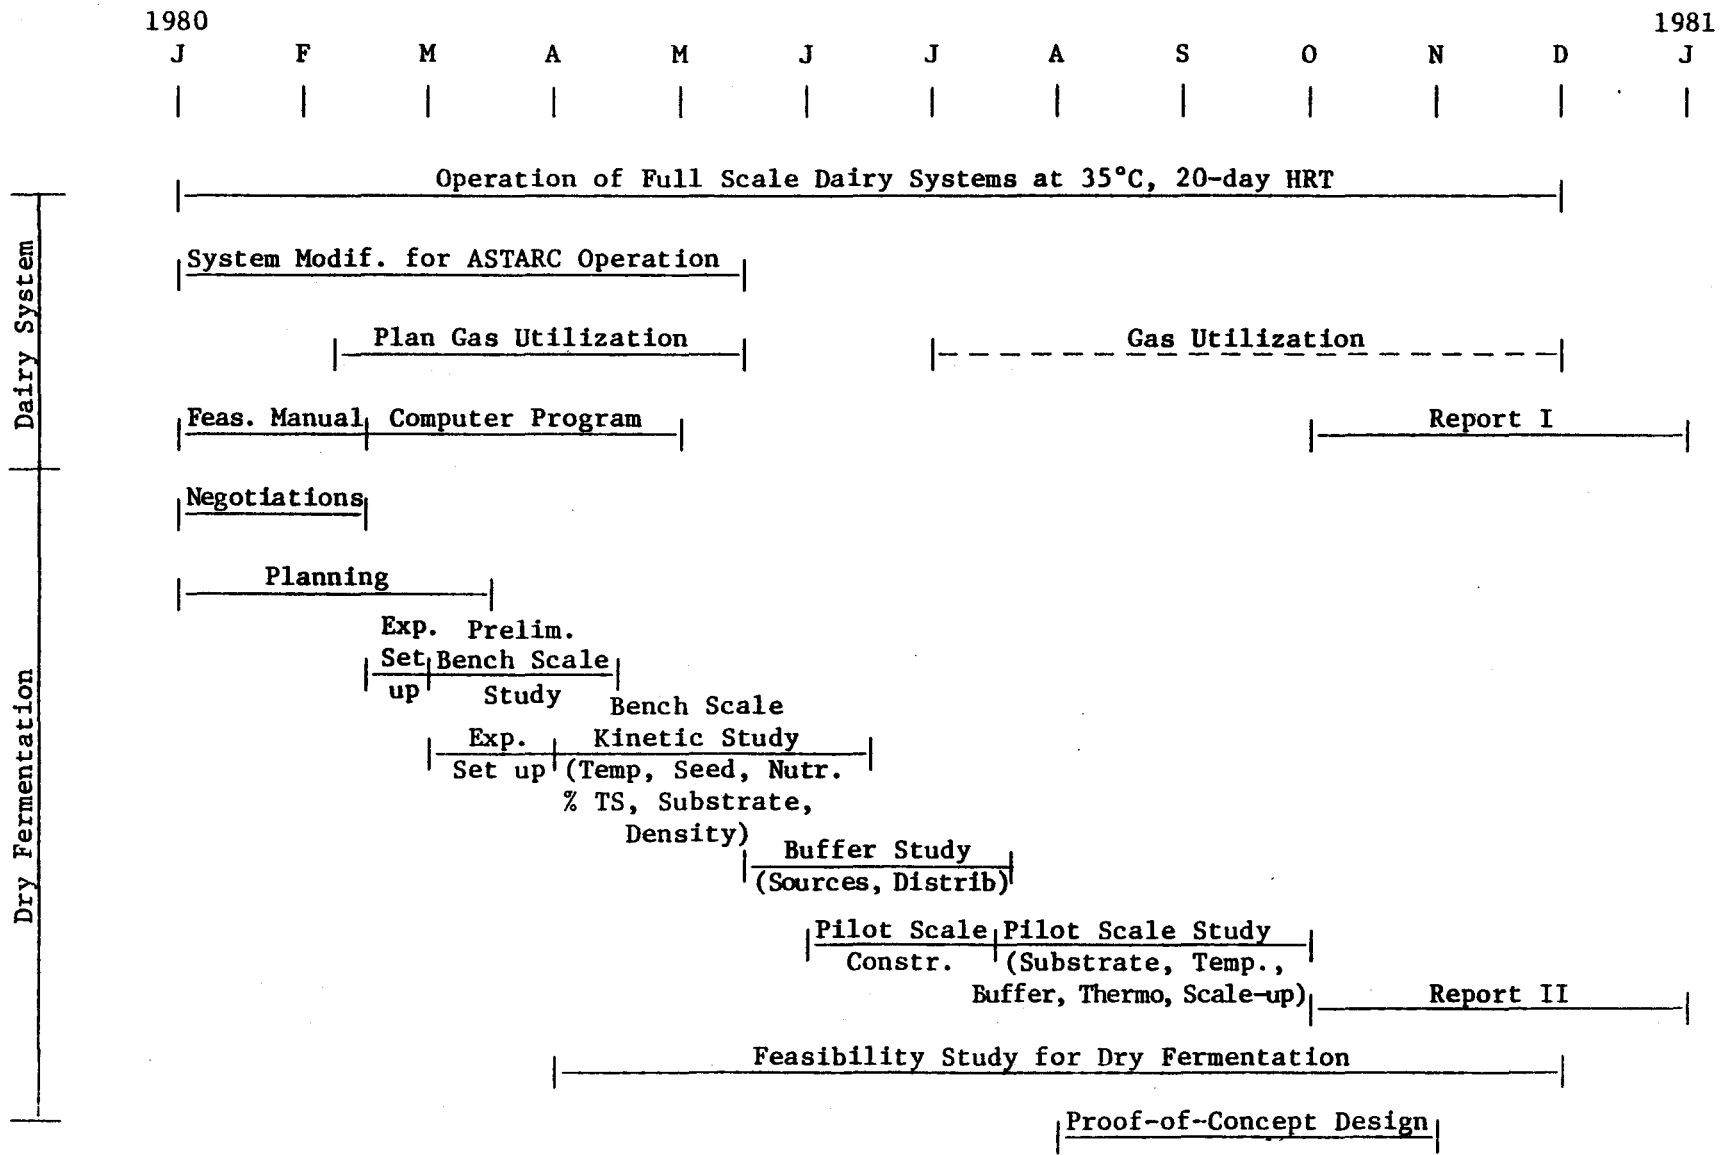 1980 1981
J F M A M J J A S O N D J
Operation of Full Scale Dairy Systems at 35°C, 20-day HRT
System Modif. for ASTARC Operation
Plan Gas Utilization Gas Utilization
Feas. Manual Computer Program Report I
Dairy System
Negotiations
Planning
Exp. Prelim.
Set Bench Scale
up Study
Bench Scale
Exp. Kinetic Study
Set up (Temp, Seed, Nutr.
% TS, Substrate,
Density)
Buffer Study
(Sources, Distrib)
Pilot Scale Pilot Scale Study
Constr. (Substrate, Temp.,
Buffer, Thermo, Scale-up) Report II
Feasibility Study for Dry Fermentation
Proof-of-Concept Design
Dry Fermentation